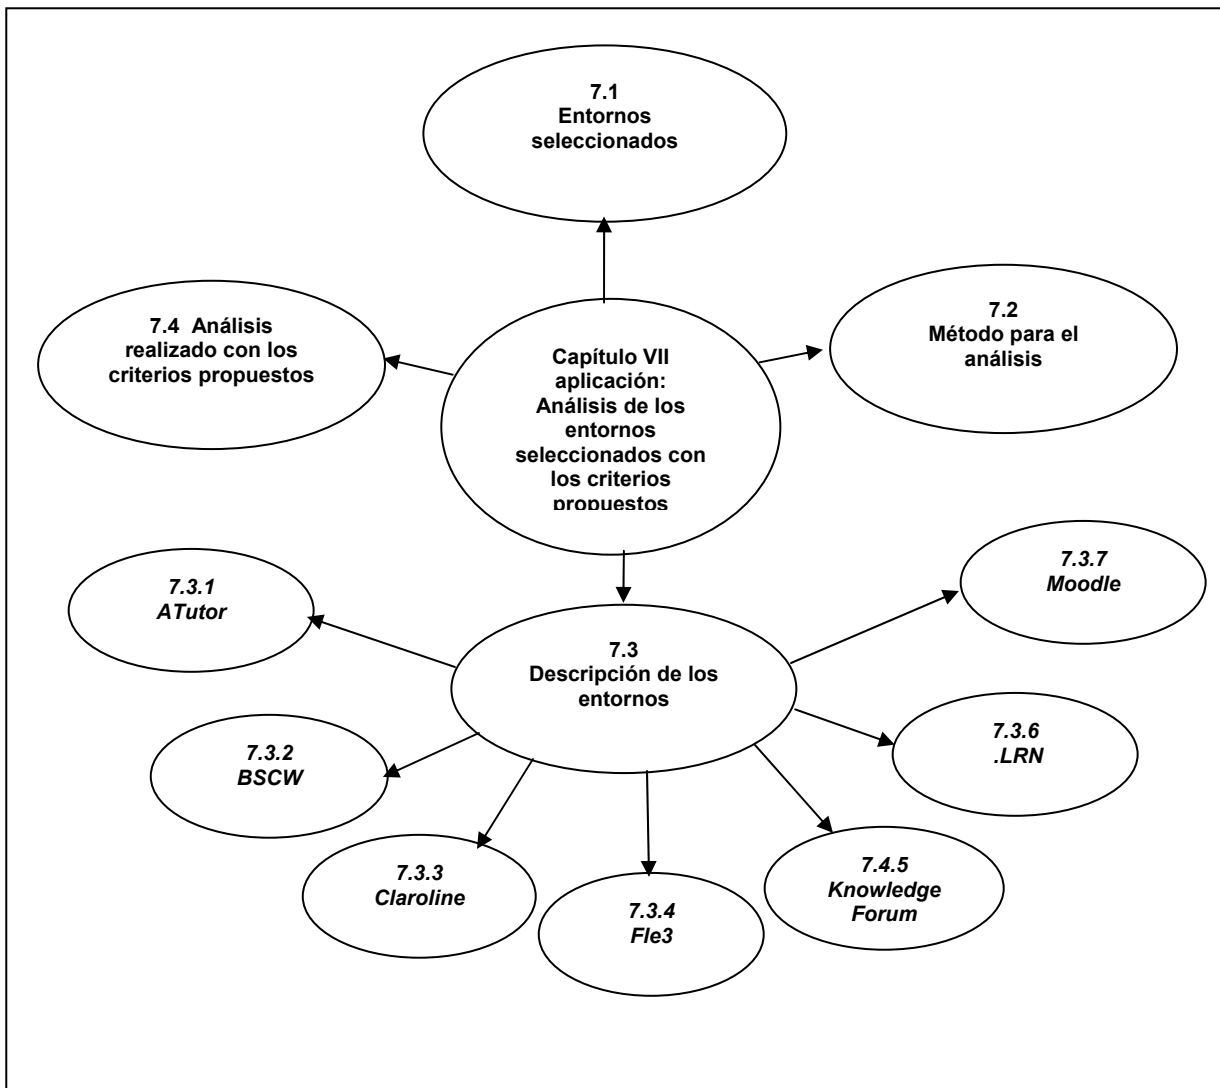 7.1
Entornos
seleccionados
7.4 Análisis
realizado con los
criterios propuestos
7.2
Método para el
análisis
Capítulo VII
aplicación:
Análisis de los
entornos
seleccionados con
los criterios
propuestos
7.3.1
ATutor
7.3
Descripción de los
entornos
7.3.7
Moodle
7.3.2
BSCW
7.3.6
.LRN
7.3.3
Claroline
7.3.4
Fle3
7.4.5
Knowledge
Forum